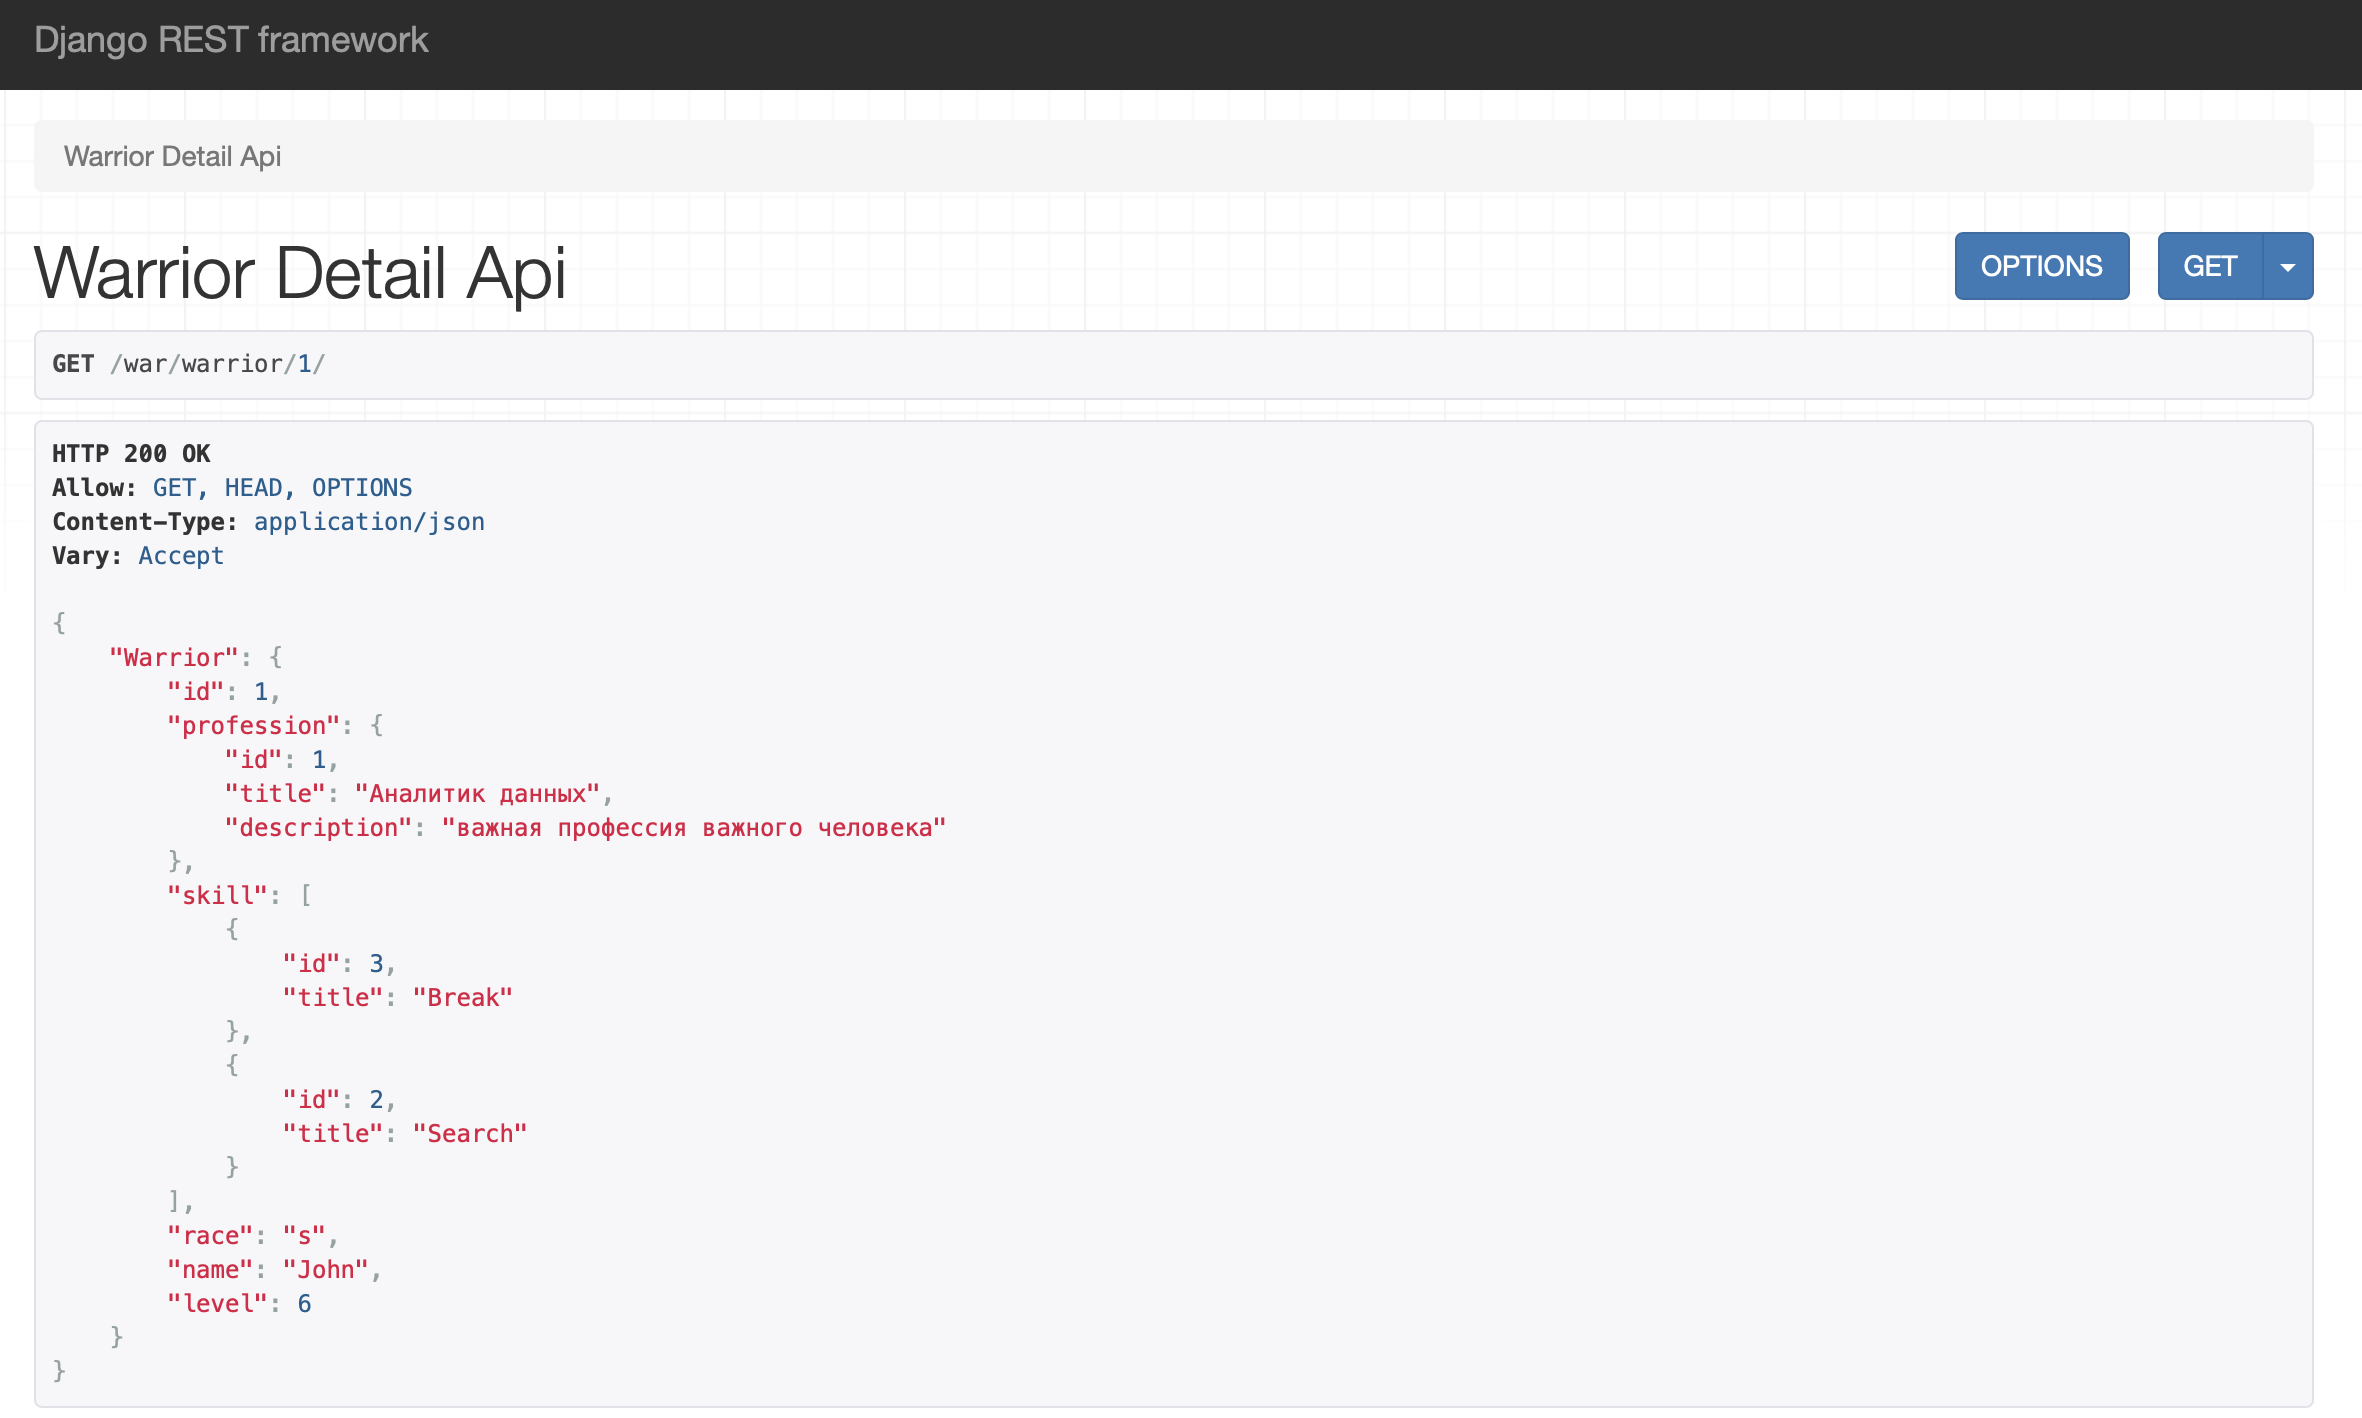 Django REST framework
Warrior Detail Api
Warrior Detail Api
OPTIONS
GET
GET /war/warrior/1/
HTTP 200 OK
Allow: GET, HEAD, OPTIONS
Content-Type: application/json
Vary: Accept
{
    "Warrior": {
        "id": 1,
        "profession": {
            "id": 1,
            "title": "Аналитик данных",
            "description": "важная профессия важного человека"
        },
        "skill": [
            {
                "id": 3,
                "title": "Break"
            },
            {
                "id": 2,
                "title": "Search"
            }
        ],
        "race": "s",
        "name": "John",
        "level": 6
    }
}